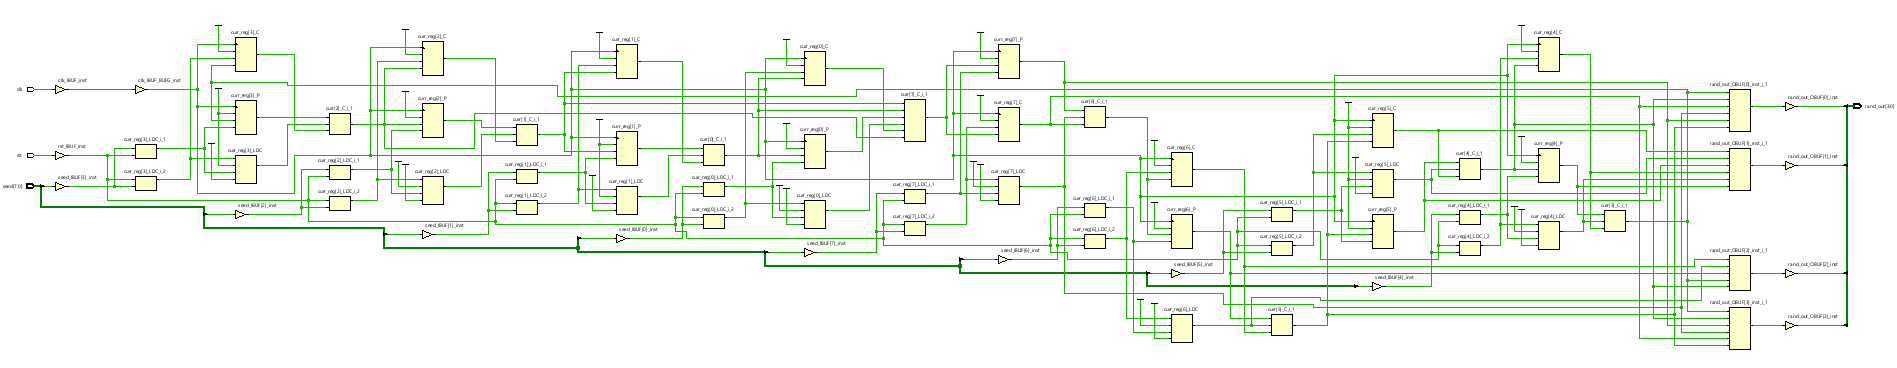 clk
clk_IBUF_inst
clk_IBUF_BUFG_inst
rst
rst_IBUF_inst
seed[7:0]
seed_IBUF[3]_inst
curr_reg[3]_LDC_i_1
curr_reg[3]_LDC_i_2
curr_reg[3]_C
curr_reg[3]_P
curr_reg[3]_LDC
seed_IBUF[2]_inst
curr[2]_C_i_1
curr_reg[2]_LDC_i_1
curr_reg[2]_LDC_i_2
curr_reg[2]_C
curr_reg[2]_P
curr_reg[2]_LDC
seed_IBUF[1]_inst
curr[1]_C_i_1
curr_reg[1]_LDC_i_1
curr_reg[1]_LDC_i_2
curr_reg[1]_C
curr_reg[1]_P
curr_reg[1]_LDC
seed_IBUF[0]_inst
curr[0]_C_i_1
curr_reg[0]_LDC_i_1
curr_reg[0]_LDC_i_2
curr_reg[0]_C
curr_reg[0]_P
curr_reg[0]_LDC
seed_IBUF[7]_inst
curr[7]_C_i_1
curr_reg[7]_LDC_i_1
curr_reg[7]_LDC_i_2
curr_reg[7]_P
curr_reg[7]_C
curr_reg[7]_LDC
seed_IBUF[6]_inst
curr[6]_C_i_1
curr_reg[6]_LDC_i_1
curr_reg[6]_LDC_i_2
curr_reg[6]_C
curr_reg[6]_P
curr_reg[6]_LDC
seed_IBUF[5]_inst
curr_reg[5]_LDC_i_1
curr_reg[5]_LDC_i_2
curr[5]_C_i_1
curr_reg[5]_C
curr_reg[5]_LDC
curr_reg[5]_P
seed_IBUF[4]_inst
curr[4]_C_i_1
curr_reg[4]_LDC_i_1
curr_reg[4]_LDC_i_2
curr_reg[4]_C
curr_reg[4]_P
curr_reg[4]_LDC
curr[3]_C_i_1
rand_out_OBUF[0]_inst_i_1
rand_out_OBUF[1]_inst_i_1
rand_out_OBUF[2]_inst_i_1
rand_out_OBUF[3]_inst_i_1
rand_out_OBUF[0]_inst
rand_out_OBUF[1]_inst
rand_out_OBUF[2]_inst
rand_out_OBUF[3]_inst
rand_out[3:0]